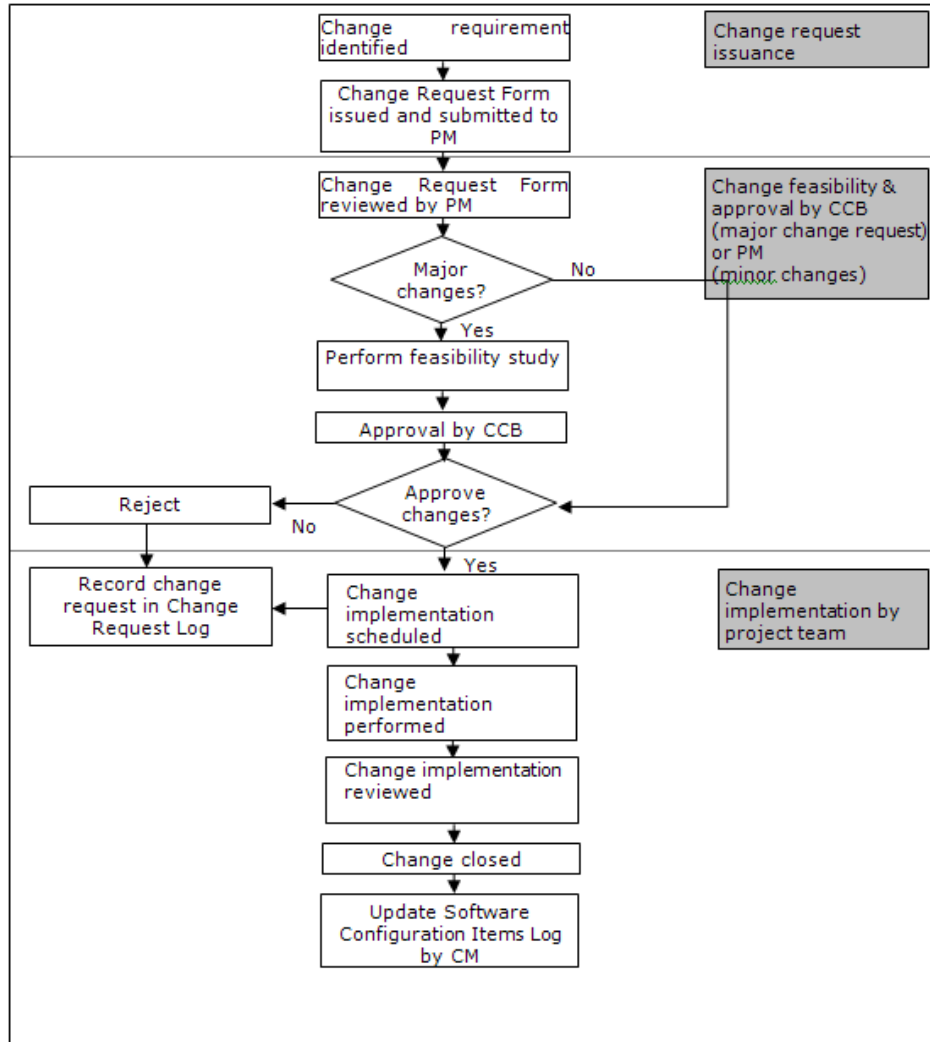 Change requirement
identified
Change request
issuance
Change Request Form
issued and submitted to
PM
Change Request Form
reviewed by PM
Change feasibility &
approval by CCB
(major change request)
or PM
(minor changes)
Major
changes?
No
Yes
Perform feasibility study
Approval by CCB
Approve
changes?
Reject
No
Yes
Record change
request in Change
Request Log
Change
implementation
scheduled
Change
implementation by
project team
Change
implementation
performed
Change implementation
reviewed
Change closed
Update Software
Configuration Items Log
by CM